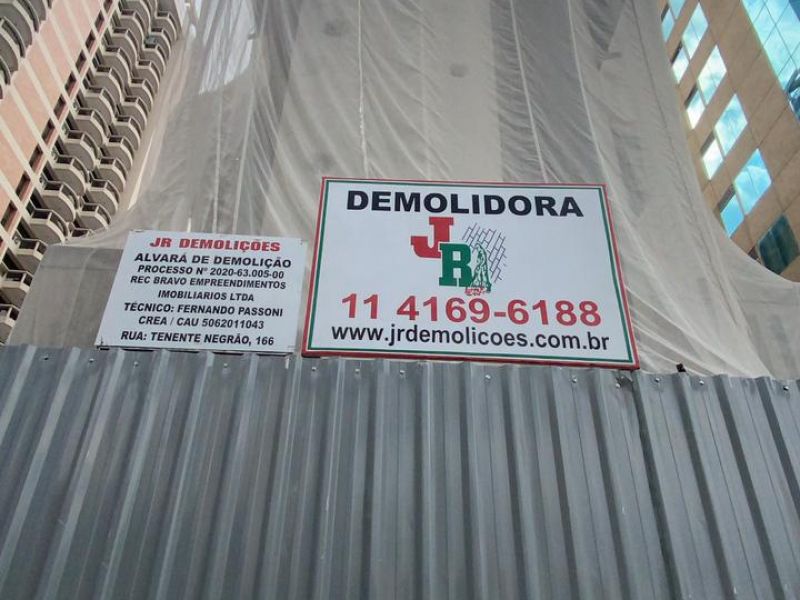 JR DEMOLIÇÕES
ALVARÁ DE DEMOLIÇÃO
PROCESSO Nº 2020-63.005-00
REC BRAVO EMPREENDIMENTOS
IMOBILIARIOS LTDA
TÉCNICO: FERNANDO PASSONI
CREA / CAU 5062011043
RUA: TENENTE NEGRÃO, 166
DEMOLIDORA
JR
11 4169-6188
www.jrdemolicoes.com.br